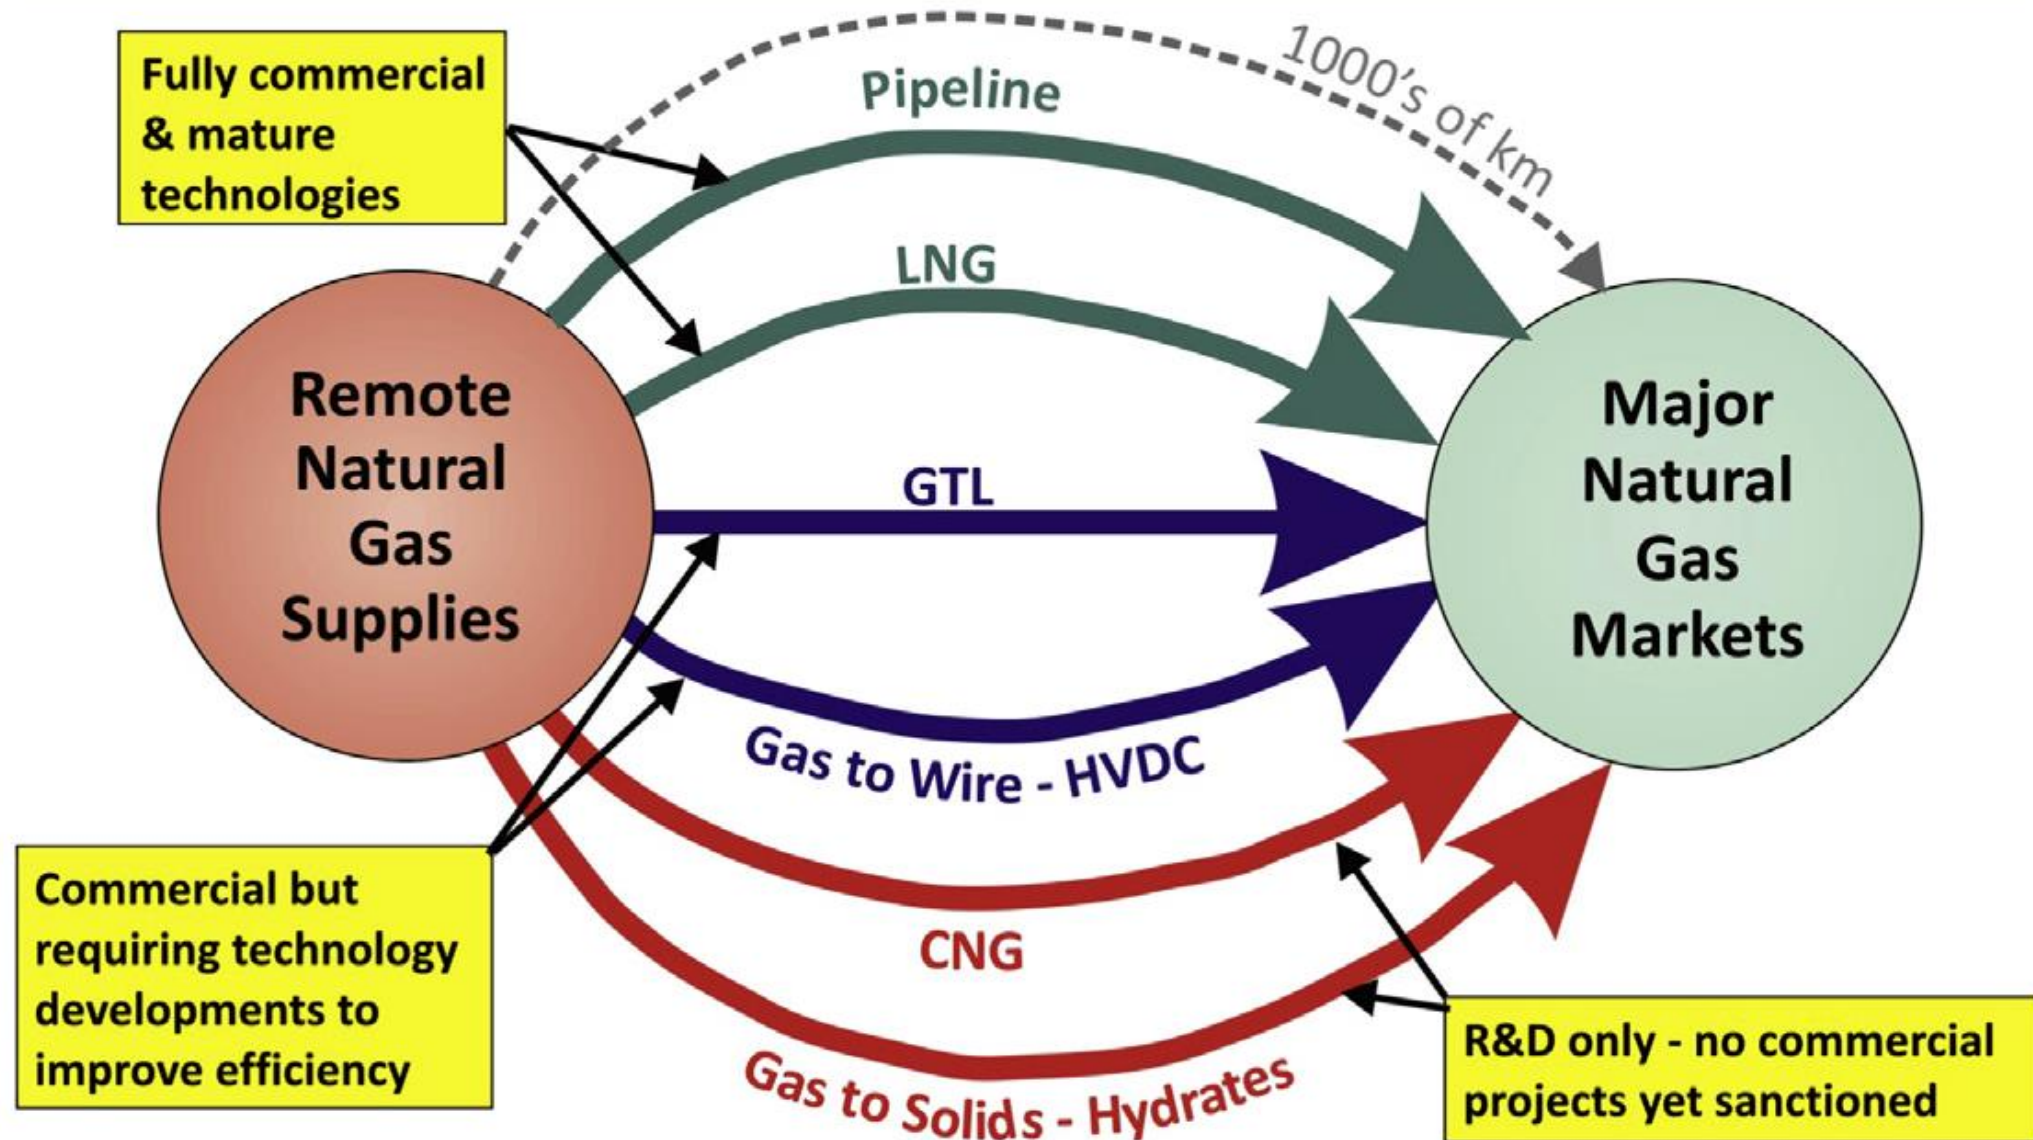 Fully commercial
& mature
technologies
1000's of km
Pipeline
LNG
Remote
Natural
Gas
Supplies
GTL
Major
Natural
Gas
Markets
Gas to Wire - HVDC
CNG
Commercial but
requiring technology
developments to
improve efficiency
Gas to Solids - Hydrates
R&D only - no commercial
projects yet sanctioned